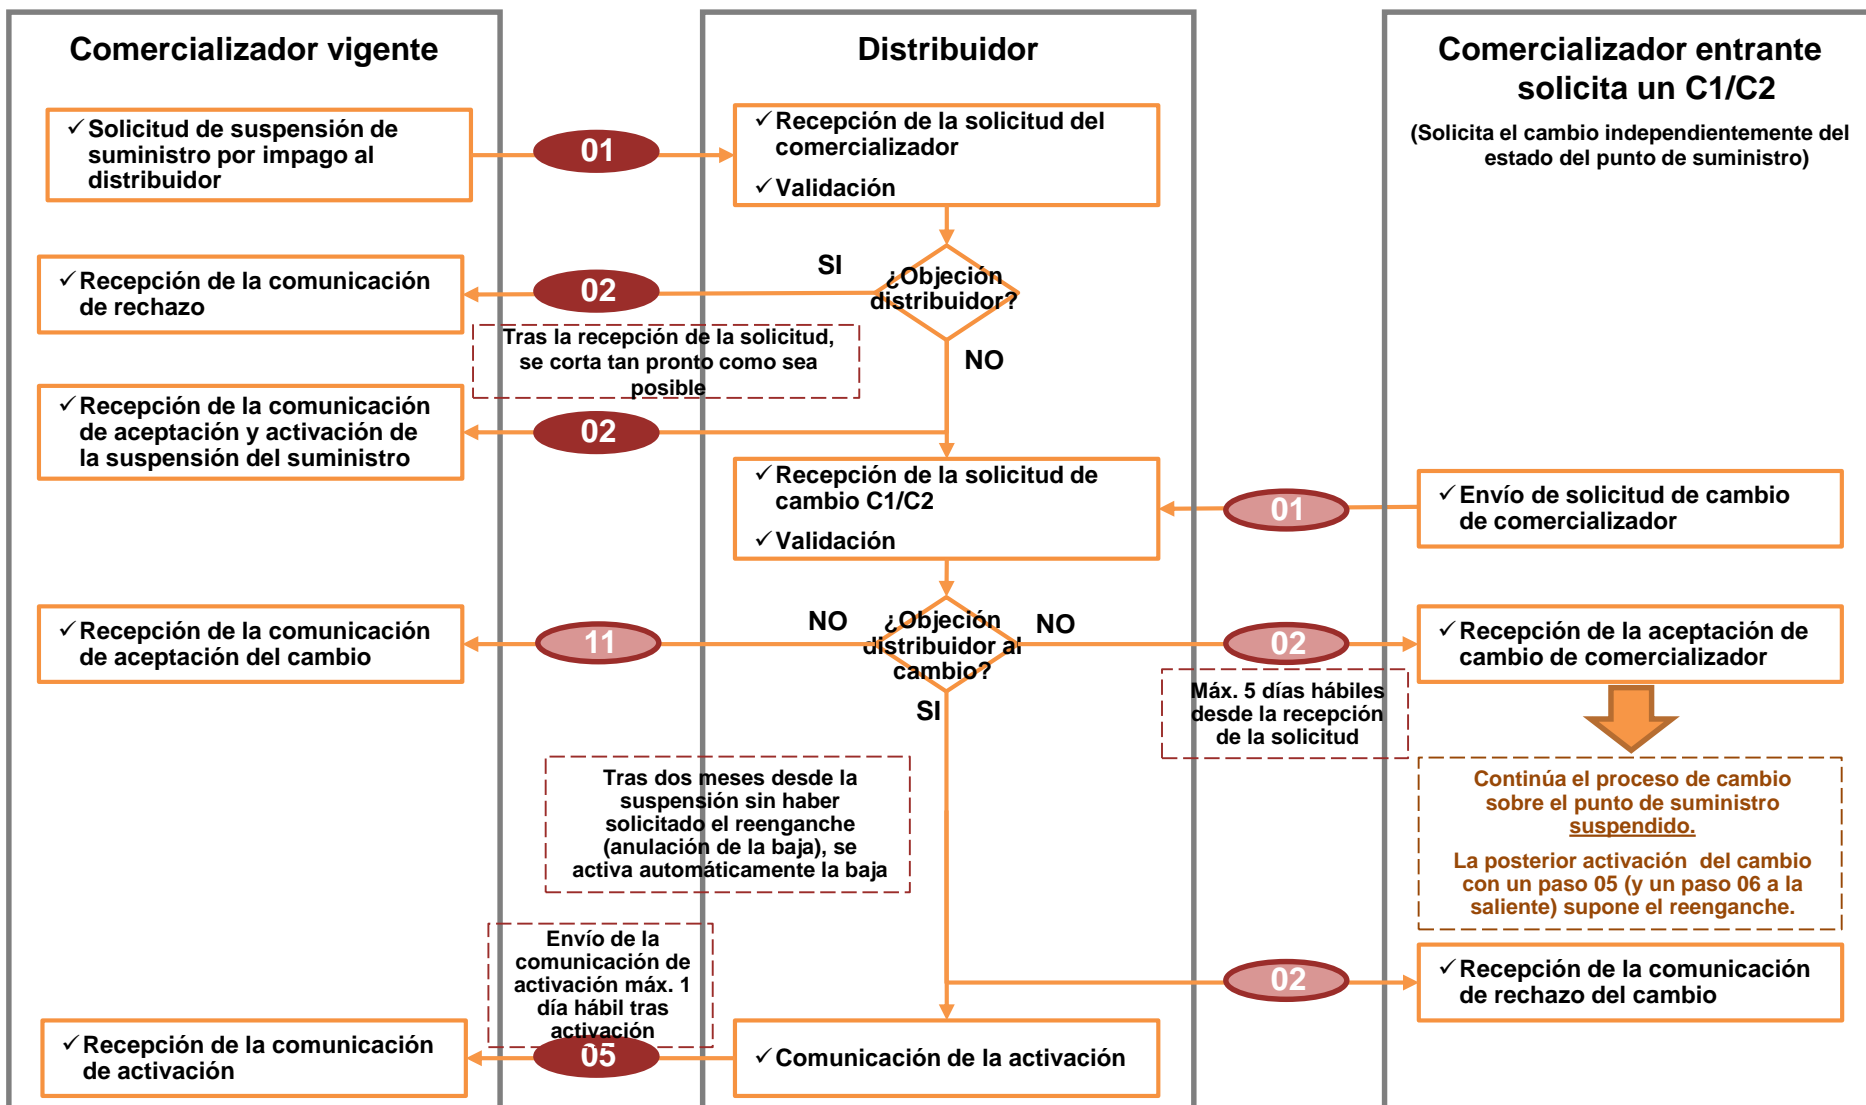 Comercializador vigente
Distribuidor
Comercializador entrante
solicita un C1/C2
(Solicita el cambio independientemente del
estado del punto de suministro)
✓ Solicitud de suspensión de
suministro por impago al
distribuidor
01
✓ Recepción de la solicitud del
comercializador
✓ Validación
SI
¿Objeción
distribuidor?
02
✓ Recepción de la comunicación
de rechazo
Tras la recepción de la solicitud,
se corta tan pronto como sea
posible
NO
✓ Recepción de la comunicación
de aceptación y activación de
la suspensión del suministro
02
✓ Recepción de la solicitud de
cambio C1/C2
✓ Validación
01
✓ Envío de solicitud de cambio
de comercializador
✓ Recepción de la comunicación
de aceptación del cambio
11
NO
¿Objeción
distribuidor al
cambio?
NO
02
✓ Recepción de la aceptación de
cambio de comercializador
SI
Máx. 5 días hábiles
desde la recepción
de la solicitud
Tras dos meses desde la
suspensión sin haber
solicitado el reenganche
(anulación de la baja), se
activa automáticamente la baja
Continúa el proceso de cambio
sobre el punto de suministro
suspendido.
La posterior activación del cambio
con un paso 05 (y un paso 06 a la
saliente) supone el reenganche.
Envío de la
comunicación de
activación máx. 1
día hábil tras
activación
02
✓ Recepción de la comunicación
de rechazo del cambio
✓ Recepción de la comunicación
de activación
05
✓ Comunicación de la activación